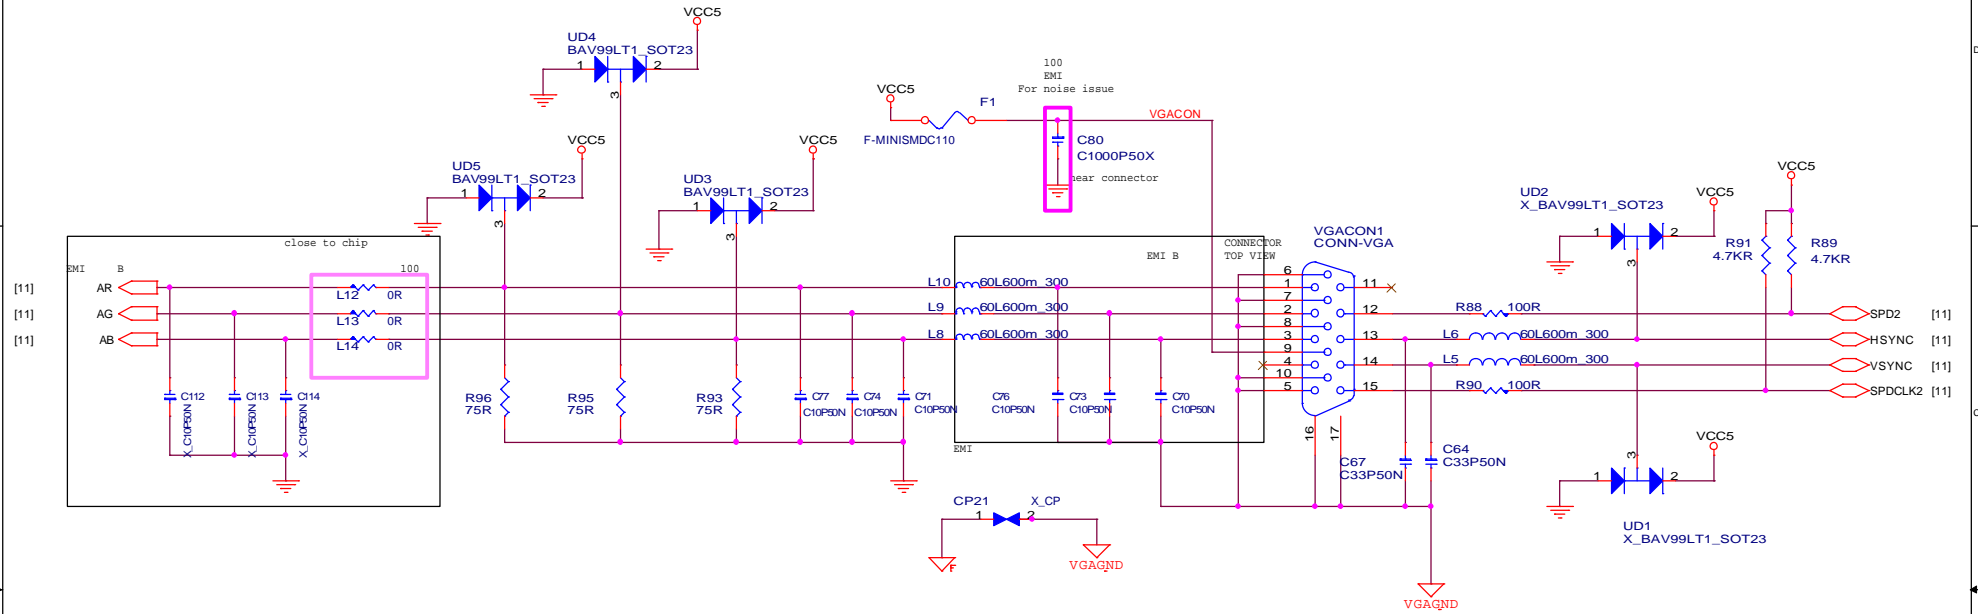 VCC5
UD4
BAV99LT1_SOT23
1
2
3
100
EMI
For noise issue
VCC5
F1
F-MINISMDC110
VGACON
C80
C1000P50X
near connector
VCC5
UD5
BAV99LT1_SOT23
1
2
3
VCC5
UD3
BAV99LT1_SOT23
1
2
3
VCC5
VCC5
UD2
X_BAV99LT1_SOT23
1
2
3
R91
4.7KR
R89
4.7KR
close to chip
EMI B
100
[11] AR
L12 0R
[11] AG
L13 0R
[11] AB
L14 0R
C112
X_C10P50N
C113
X_C10P50N
C114
X_C10P50N
R96
75R
R95
75R
R93
75R
C77
C10P50N
C74
C10P50N
C71
C10P50N
L10 60L600m_300
L9 60L600m_300
L8 60L600m_300
EMI B
CONNECTOR
TOP VIEW
C76
C10P50N
C73
C10P50N
C70
C10P50N
EMI
VGACON1
CONN-VGA
6
1
7
2
8
3
9
4
10
5
11
12
13
14
15
16
17
R88 100R
SPD2 [11]
L6 60L600m_300
HSYNC [11]
L5 60L600m_300
VSYNC [11]
R90 100R
SPDCLK2 [11]
C67
C33P50N
C64
C33P50N
VCC5
1
2
3
UD1
X_BAV99LT1_SOT23
CP21 X_CP
1
2
F
VGAGND
VGAGND
D
C